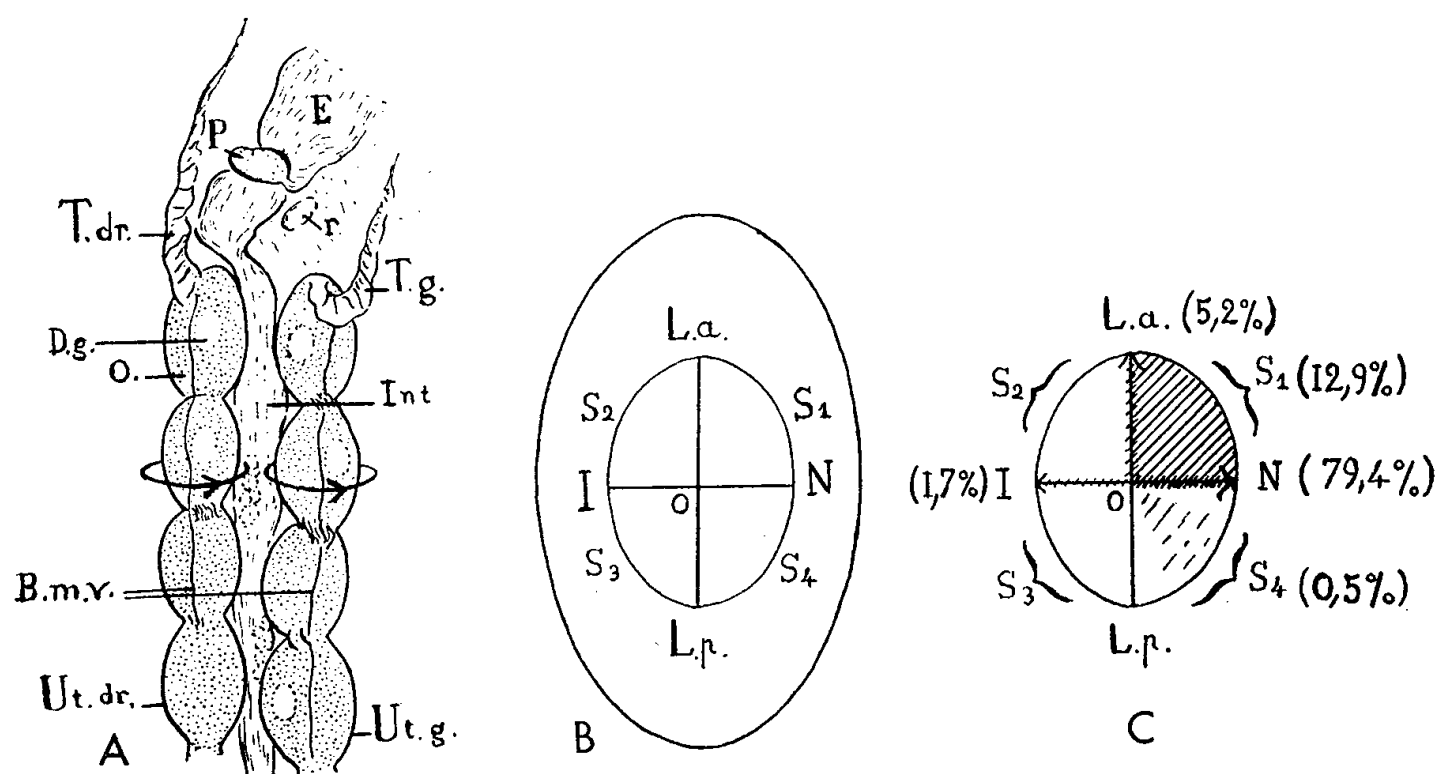 E
P
r
T.dr.
T.g.
D.g.
O.
Int
B.m.v.
Ut.dr.
Ut.g.
A
L.a.
S2
S1
I
O
N
S3
S4
L.p.
B
L.a. (5,2%)
S2
S1 (12,9%)
(1,7%) I
O
N (79,4%)
S3
S4 (0,5%)
L.p.
C